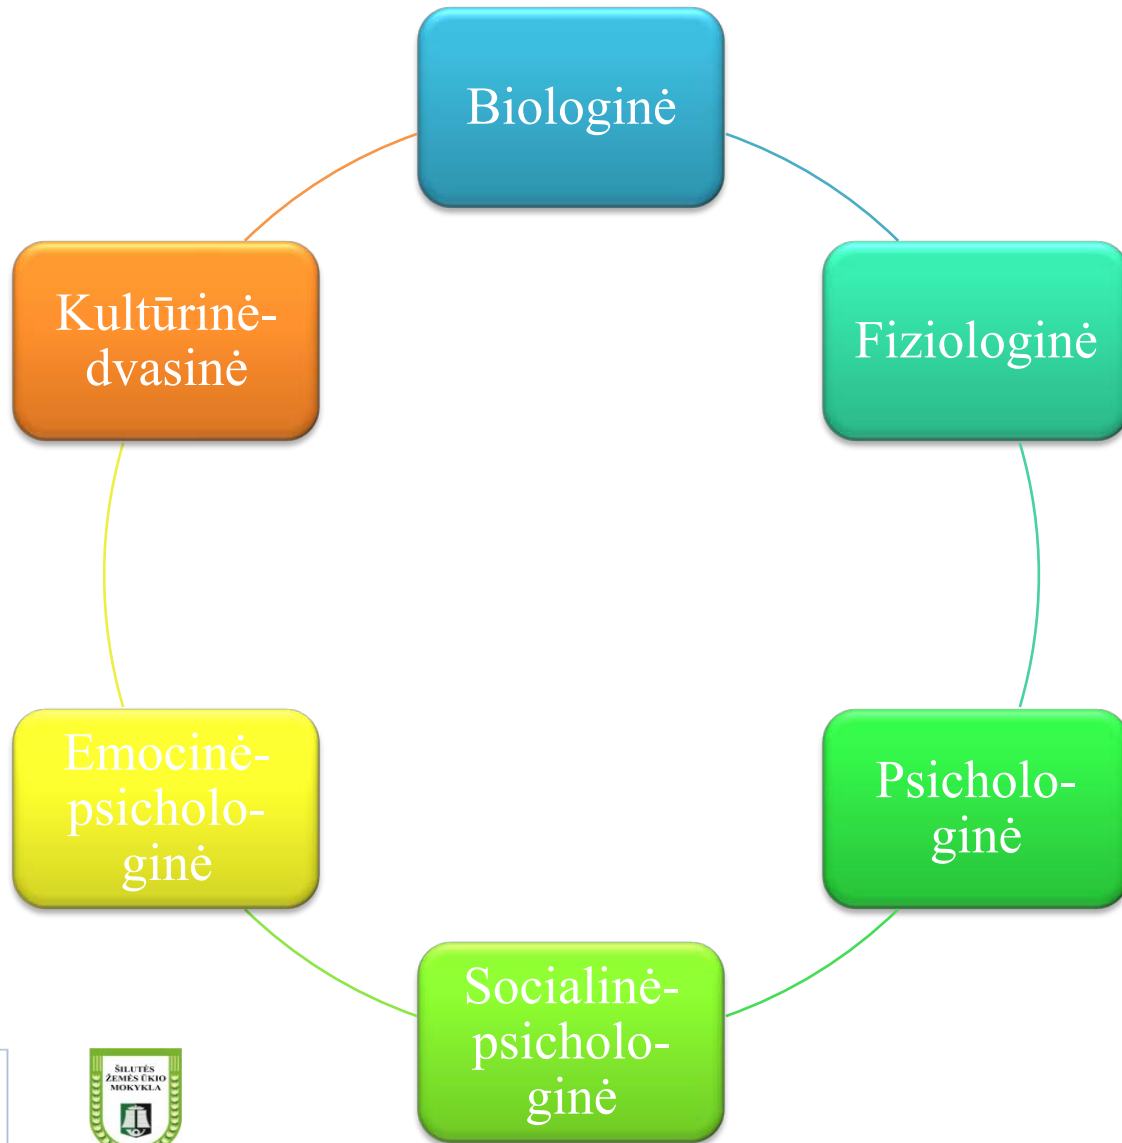 Biologinė
Fiziologinė
Psicholo-
ginė
Socialinė-
psicholo-
ginė
Emocinė-
psicholo-
ginė
Kultūrinė-
dvasinė
ŠILUTĖS
ŽEMĖS ŪKIO
MOKYKLA